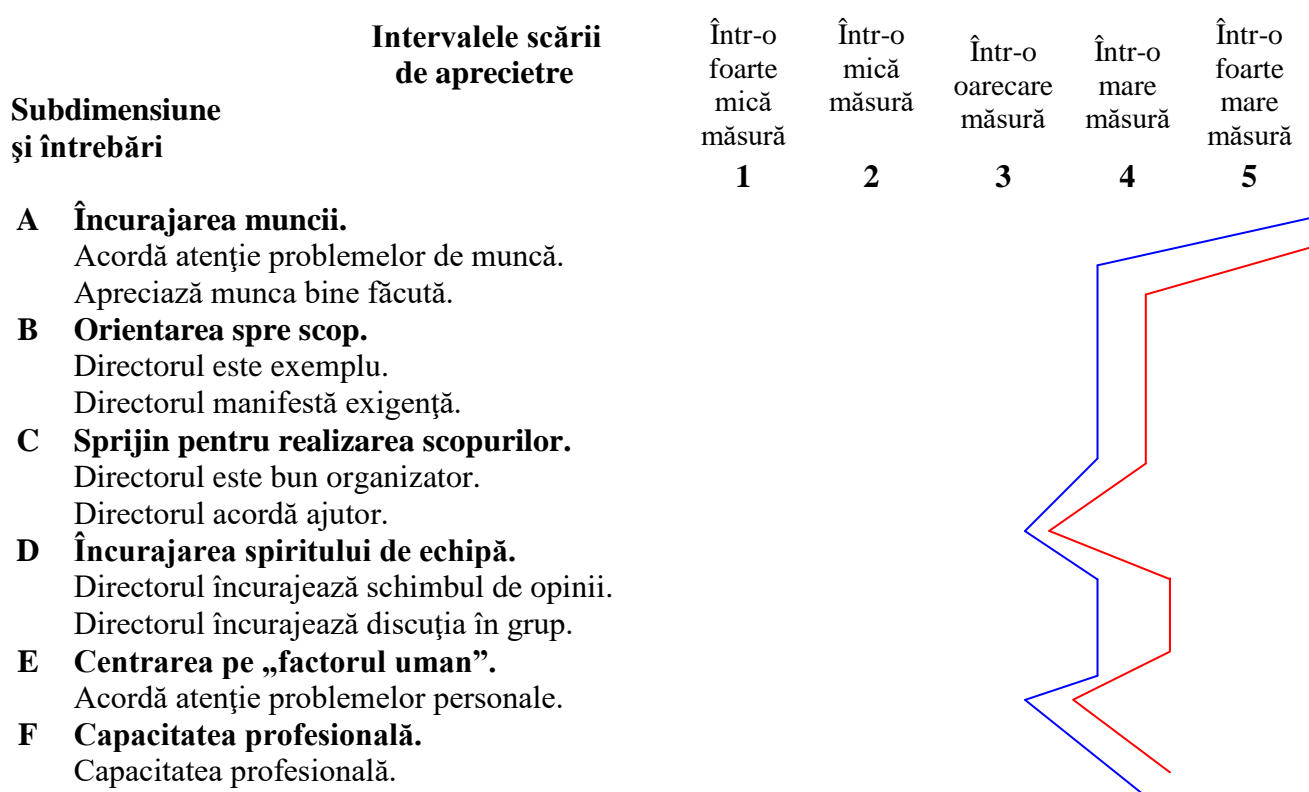 Intervalele scării
de aprecietre
Subdimensiune
şi întrebări
Într-o
foarte
mică
măsură
1
Într-o
mică
măsură
2
Într-o
oarecare
măsură
3
Într-o
mare
măsură
4
Într-o
foarte
mare
măsură
5
A Încurajarea muncii.
Acordă atenţie problemelor de muncă.
Apreciază munca bine făcută.
B Orientarea spre scop.
Directorul este exemplu.
Directorul manifestă exigenţă.
C Sprijin pentru realizarea scopurilor.
Directorul este bun organizator.
Directorul acordă ajutor.
D Încurajarea spiritului de echipă.
Directorul încurajează schimbul de opinii.
Directorul încurajează discuţia în grup.
E Centrarea pe „factorul uman”.
Acordă atenţie problemelor personale.
F Capacitatea profesională.
Capacitatea profesională.